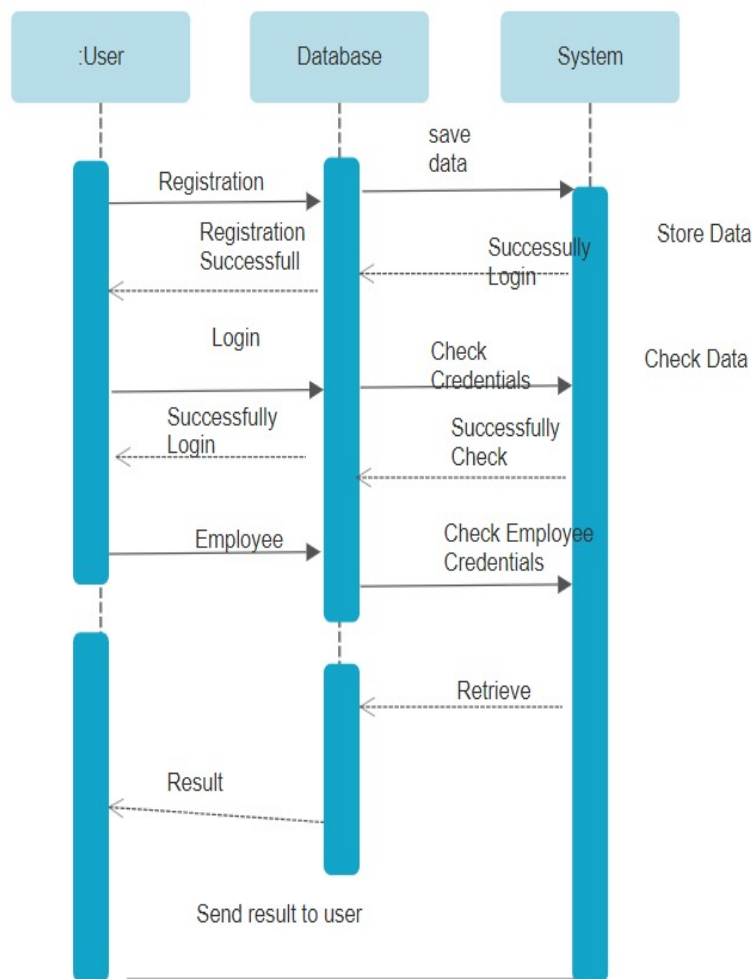 :User
Database
System
save
data
Registration
Registration
Successfull
Successully
Login
Store Data
Login
Check
Credentials
Check Data
Successfully
Login
Successfully
Check
Employee
Check Employee
Credentials
Retrieve
Result
Send result to user